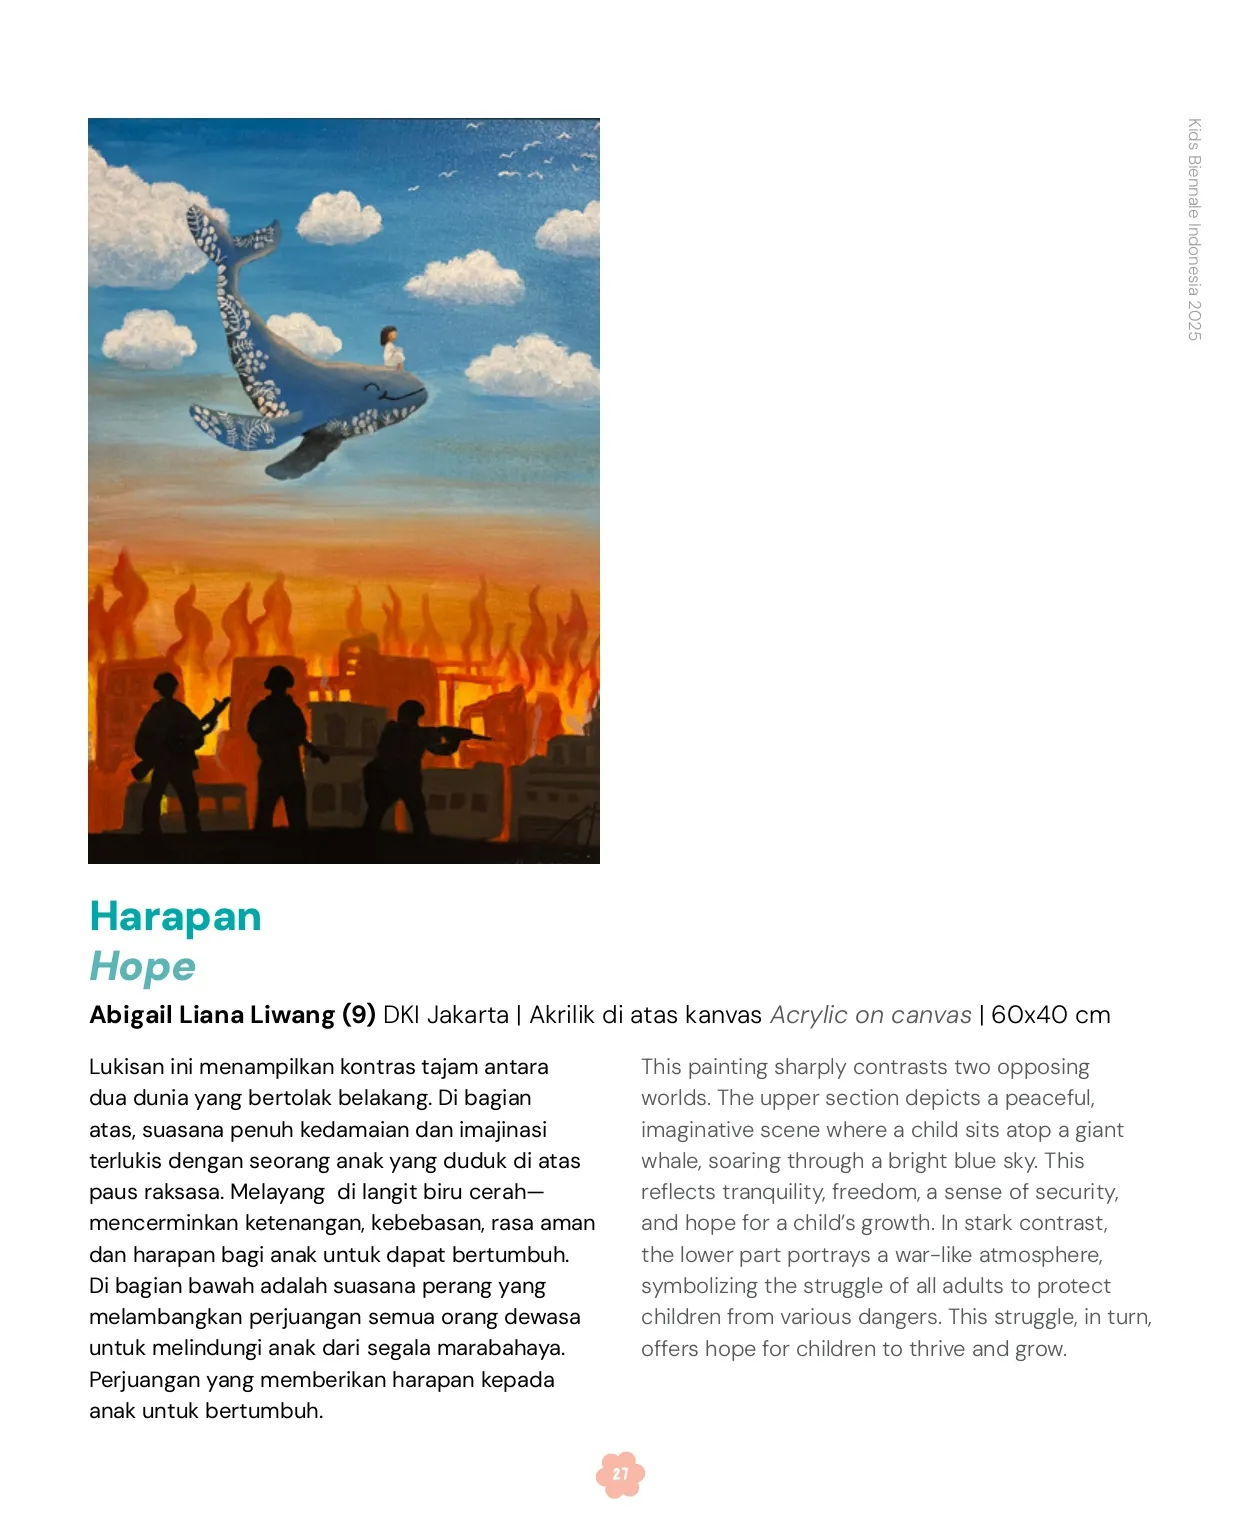 Kids Biennale Indonesia 2025
Harapan
Hope
Abigail Liana Liwang (9) DKI Jakarta | Akrilik di atas kanvas Acrylic on canvas | 60x40 cm
Lukisan ini menampilkan kontras tajam antara
dua dunia yang bertolak belakang. Di bagian
atas, suasana penuh kedamaian dan imajinasi
terlukis dengan seorang anak yang duduk di atas
paus raksasa. Melayang  di langit biru cerah—
mencerminkan ketenangan, kebebasan, rasa aman
dan harapan bagi anak untuk dapat bertumbuh.
Di bagian bawah adalah suasana perang yang
melambangkan perjuangan semua orang dewasa
untuk melindungi anak dari segala marabahaya.
Perjuangan yang memberikan harapan kepada
anak untuk bertumbuh.
This painting sharply contrasts two opposing
worlds. The upper section depicts a peaceful,
imaginative scene where a child sits atop a giant
whale, soaring through a bright blue sky. This
reflects tranquility, freedom, a sense of security,
and hope for a child’s growth. In stark contrast,
the lower part portrays a war-like atmosphere,
symbolizing the struggle of all adults to protect
children from various dangers. This struggle, in turn,
offers hope for children to thrive and grow.
27